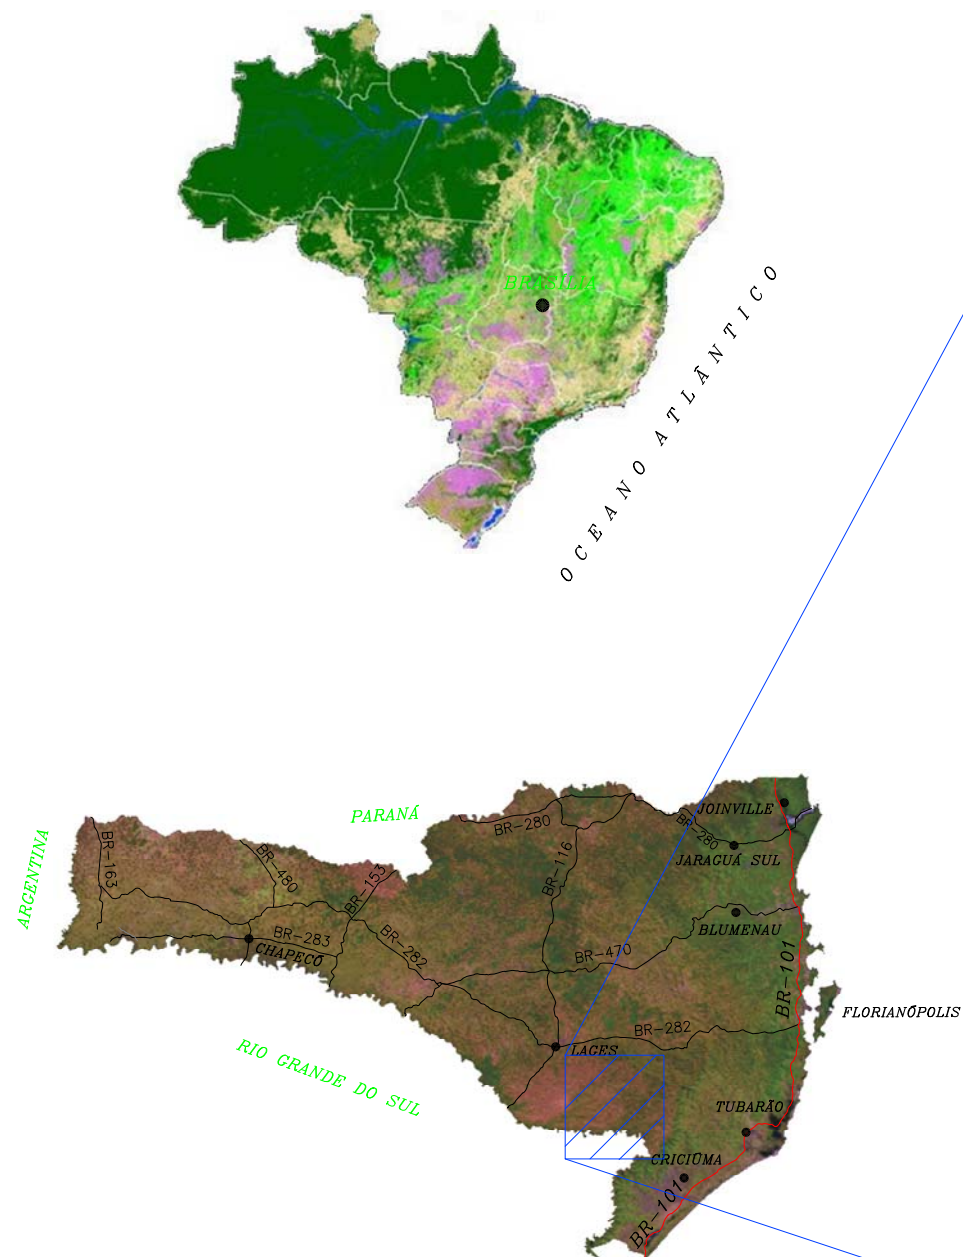 BRASÍLIA
OCEANO ATLÂNTICO
JOINVILLE
PARANÁ
BR-280
BR-280
ARGENTINA
BR-163
BR-480
BR-153
BR-116
JARAGUÁ SUL
BLUMENAU
BR-283
CHAPECÓ
BR-282
BR-470
BR-101
FLORIANÓPOLIS
BR-282
LAGES
RIO GRANDE DO SUL
TUBARÃO
CRICIÚMA
BR-101